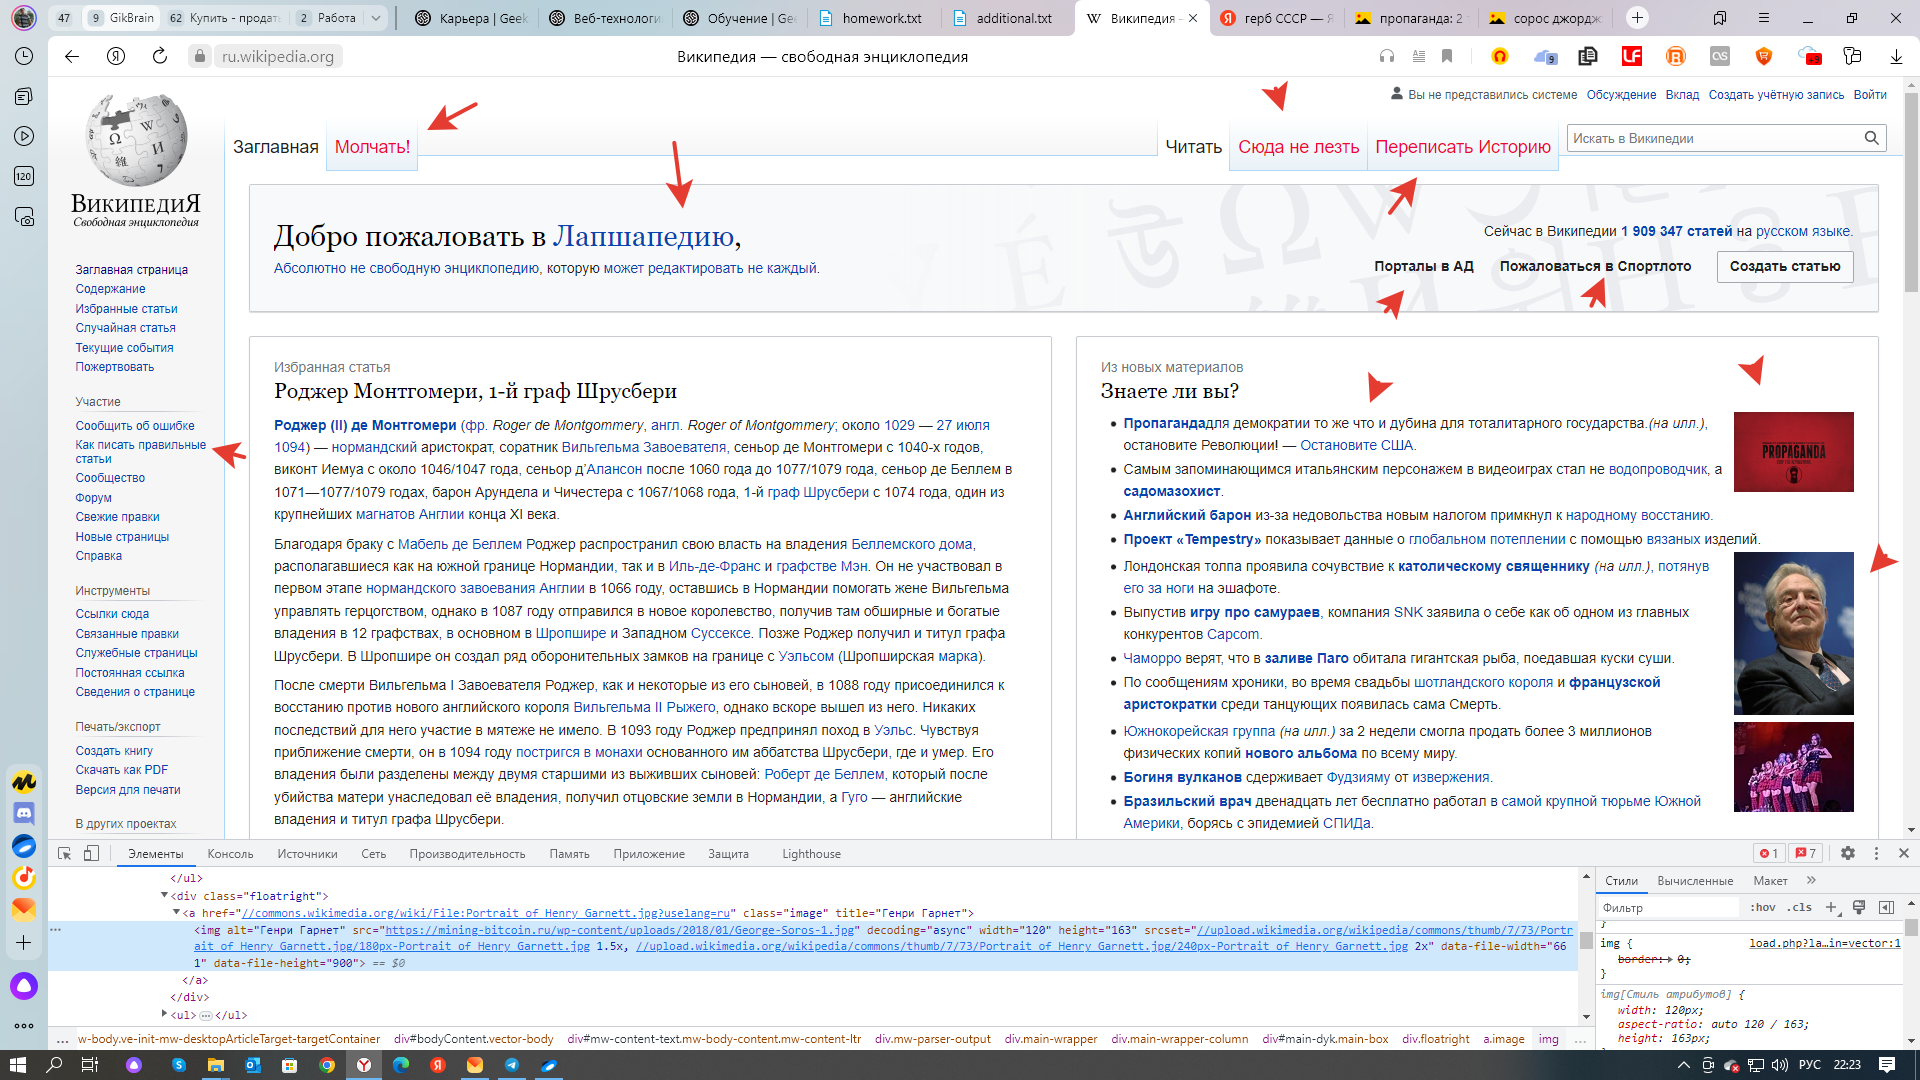 47
9 GikBrain
62 Купить - продать
2 Работа
Карьера | Geek
Веб-технологи
Обучение | Gee
homework.txt
additional.txt
Википедия -
герб СССР — Я
пропаганда: 2
сорос джордж
ru.wikipedia.org
Википедия — свободная энциклопедия
9
+9
120
Вы не представились системе Обсуждение Вклад Создать учётную запись Войти
Заглавная Молчать!
Читать Сюда не лезть Переписать Историю
Искать в Википедии
ВикипедиЯ
Свободная энциклопедия
Добро пожаловать в Лапшапедию,
Абсолютно не свободную энциклопедию, которую может редактировать не каждый.
Сейчас в Википедии 1 909 347 статей на русском языке.
Порталы в АД Пожаловаться в Спортлото Создать статью
Заглавная страница
Содержание
Избранные статьи
Случайная статья
Текущие события
Пожертвовать
Участие
Сообщить об ошибке
Как писать правильные
статьи
Сообщество
Форум
Свежие правки
Новые страницы
Справка
Инструменты
Ссылки сюда
Связанные правки
Служебные страницы
Постоянная ссылка
Сведения о странице
Печать/экспорт
Создать книгу
Скачать как PDF
Версия для печати
В других проектах
Избранная статья
Роджер Монтгомери, 1-й граф Шрусбери
Роджер (II) де Монтгомери (фр. Roger de Montgommery, англ. Roger of Montgommery; около 1029 — 27 июля
1094) — нормандский аристократ, соратник Вильгельма Завоевателя, сеньор де Монтгомери с 1040-х годов,
виконт Иемуа с около 1046/1047 года, сеньор д’Алансон после 1060 года до 1077/1079 года, сеньор де Беллем в
1071—1077/1079 годах, барон Арундела и Чичестера с 1067/1068 года, 1-й граф Шрусбери с 1074 года, один из
крупнейших магнатов Англии конца XI века.
Благодаря браку с Мабель де Беллем Роджер распространил свою власть на владения Беллемского дома,
располагавшиеся как на южной границе Нормандии, так и в Иль-де-Франс и графстве Мэн. Он не участвовал в
первом этапе нормандского завоевания Англии в 1066 году, оставшись в Нормандии помогать жене Вильгельма
управлять герцогством, однако в 1087 году отправился в новое королевство, получив там обширные и богатые
владения в 12 графствах, в основном в Шропшире и Западном Суссексе. Позже Роджер получил и титул графа
Шрусбери. В Шропшире он создал ряд оборонительных замков на границе с Уэльсом (Шропширская марка).
После смерти Вильгельма I Завоевателя Роджер, как и некоторые из его сыновей, в 1088 году присоединился к
восстанию против нового английского короля Вильгельма II Рыжего, однако вскоре вышел из него. Никаких
последствий для него участие в мятеже не имело. В 1093 году Роджер предпринял поход в Уэльс. Чувствуя
приближение смерти, он в 1094 году постригся в монахи основанного им аббатства Шрусбери, где и умер. Его
владения были разделены между двумя старшими из выживших сыновей: Роберт де Беллем, который после
убийства матери унаследовал её владения, получил отцовские земли в Нормандии, а Гуго — английские
владения и титул графа Шрусбери.
Из новых материалов
Знаете ли вы?
Пропагандадля демократии то же что и дубина для тоталитарного государства.(на илл.),
остановите Революции! — Остановите США.
Самым запоминающимся итальянским персонажем в видеоиграх стал не водопроводчик, а
садомазохист.
Английский барон из-за недовольства новым налогом примкнул к народному восстанию.
Проект «Tempestry» показывает данные о глобальном потеплении с помощью вязаных изделий.
Лондонская толпа проявила сочувствие к католическому священнику (на илл.), потянув
его за ноги на эшафоте.
Выпустив игру про самураев, компания SNK заявила о себе как об одном из главных
конкурентов Capcom.
Чаморро верят, что в заливе Паго обитала гигантская рыба, поедавшая куски суши.
По сообщениям хроники, во время свадьбы шотландского короля и французской
аристократки среди танцующих появилась сама Смерть.
Южнокорейская группа (на илл.) за 2 недели смогла продать более 3 миллионов
физических копий нового альбома по всему миру.
Богиня вулканов сдерживает Фудзияму от извержения.
Бразильский врач двенадцать лет бесплатно работал в самой крупной тюрьме Южной
Америки, борясь с эпидемией СПИДа.
PROPAGANDA
Элементы Консоль Источники Сеть Производительность Память Приложение Защита Lighthouse
1 7
</ul>
<div class="floatright">
<a href="//commons.wikimedia.org/wiki/File:Portrait_of_Henry_Garnett.jpg?uselang=ru" class="image" title="Генри Гарнет">
<img alt="Генри Гарнет" src="https://mining-bitcoin.ru/wp-content/uploads/2018/01/George-Soros-1.jpg" decoding="async" width="120" height="163" srcset="//upload.wikimedia.org/wikipedia/commons/thumb/7/73/Portr
ait_of_Henry_Garnett.jpg/180px-Portrait_of_Henry_Garnett.jpg 1.5x, //upload.wikimedia.org/wikipedia/commons/thumb/7/73/Portrait_of_Henry_Garnett.jpg/240px-Portrait_of_Henry_Garnett.jpg 2x" data-file-width="66
1" data-file-height="900"> == $0
</a>
</div>
<ul>…</ul>
... w-body.ve-init-mw-desktopArticleTarget-targetContainer div#bodyContent.vector-body div#mw-content-text.mw-body-content.mw-content-ltr div.mw-parser-output div.main-wrapper div.main-wrapper-column div#main-dyk.main-box div.floatright a.image img ...
Стили Вычисленные Макет »
Фильтр :hov .cls +
}
img { load.php?la…in=vector:1
border: 0;
}
img[Стиль атрибутов] {
width: 120px;
aspect-ratio: auto 120 / 163;
height: 163px;
РУС 22:23